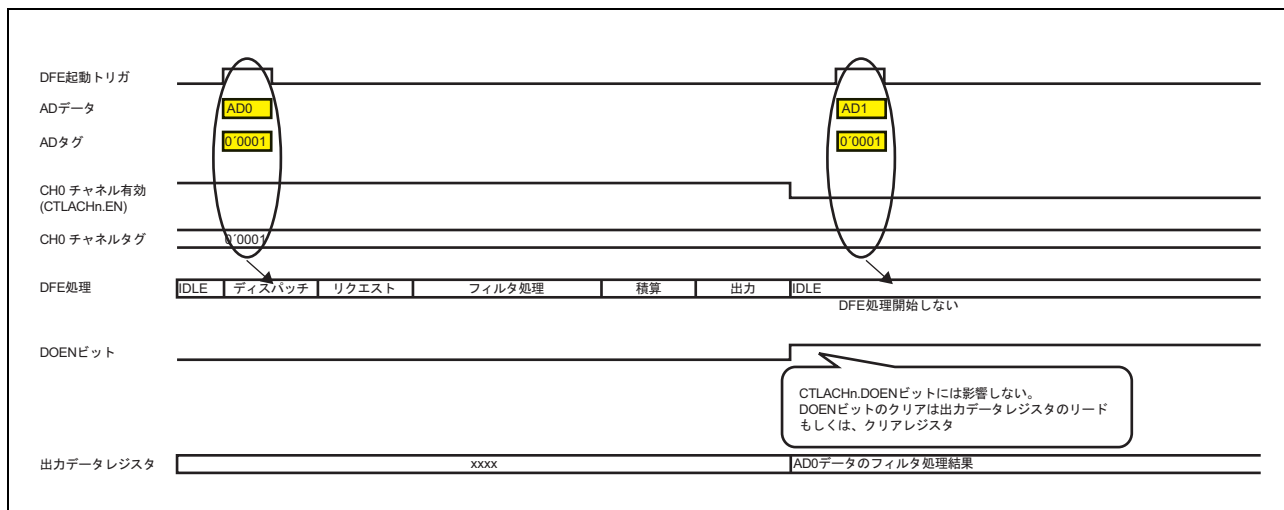 DFE起動トリガ
ADデータ
AD0
AD1
ADタグ
0´0001
0´0001
CH0 チャネル有効
(CTLACHn.EN)
CH0 チャネルタグ
0´0001
DFE処理
IDLE
ディスパッチ
リクエスト
フィルタ処理
積算
出力
IDLE
DFE処理開始しない
DOENビット
CTLACHn.DOENビットには影響しない。
DOENビットのクリアは出力データレジスタのリード
もしくは、クリアレジスタ
出力データレジスタ
xxxx
AD0データのフィルタ処理結果